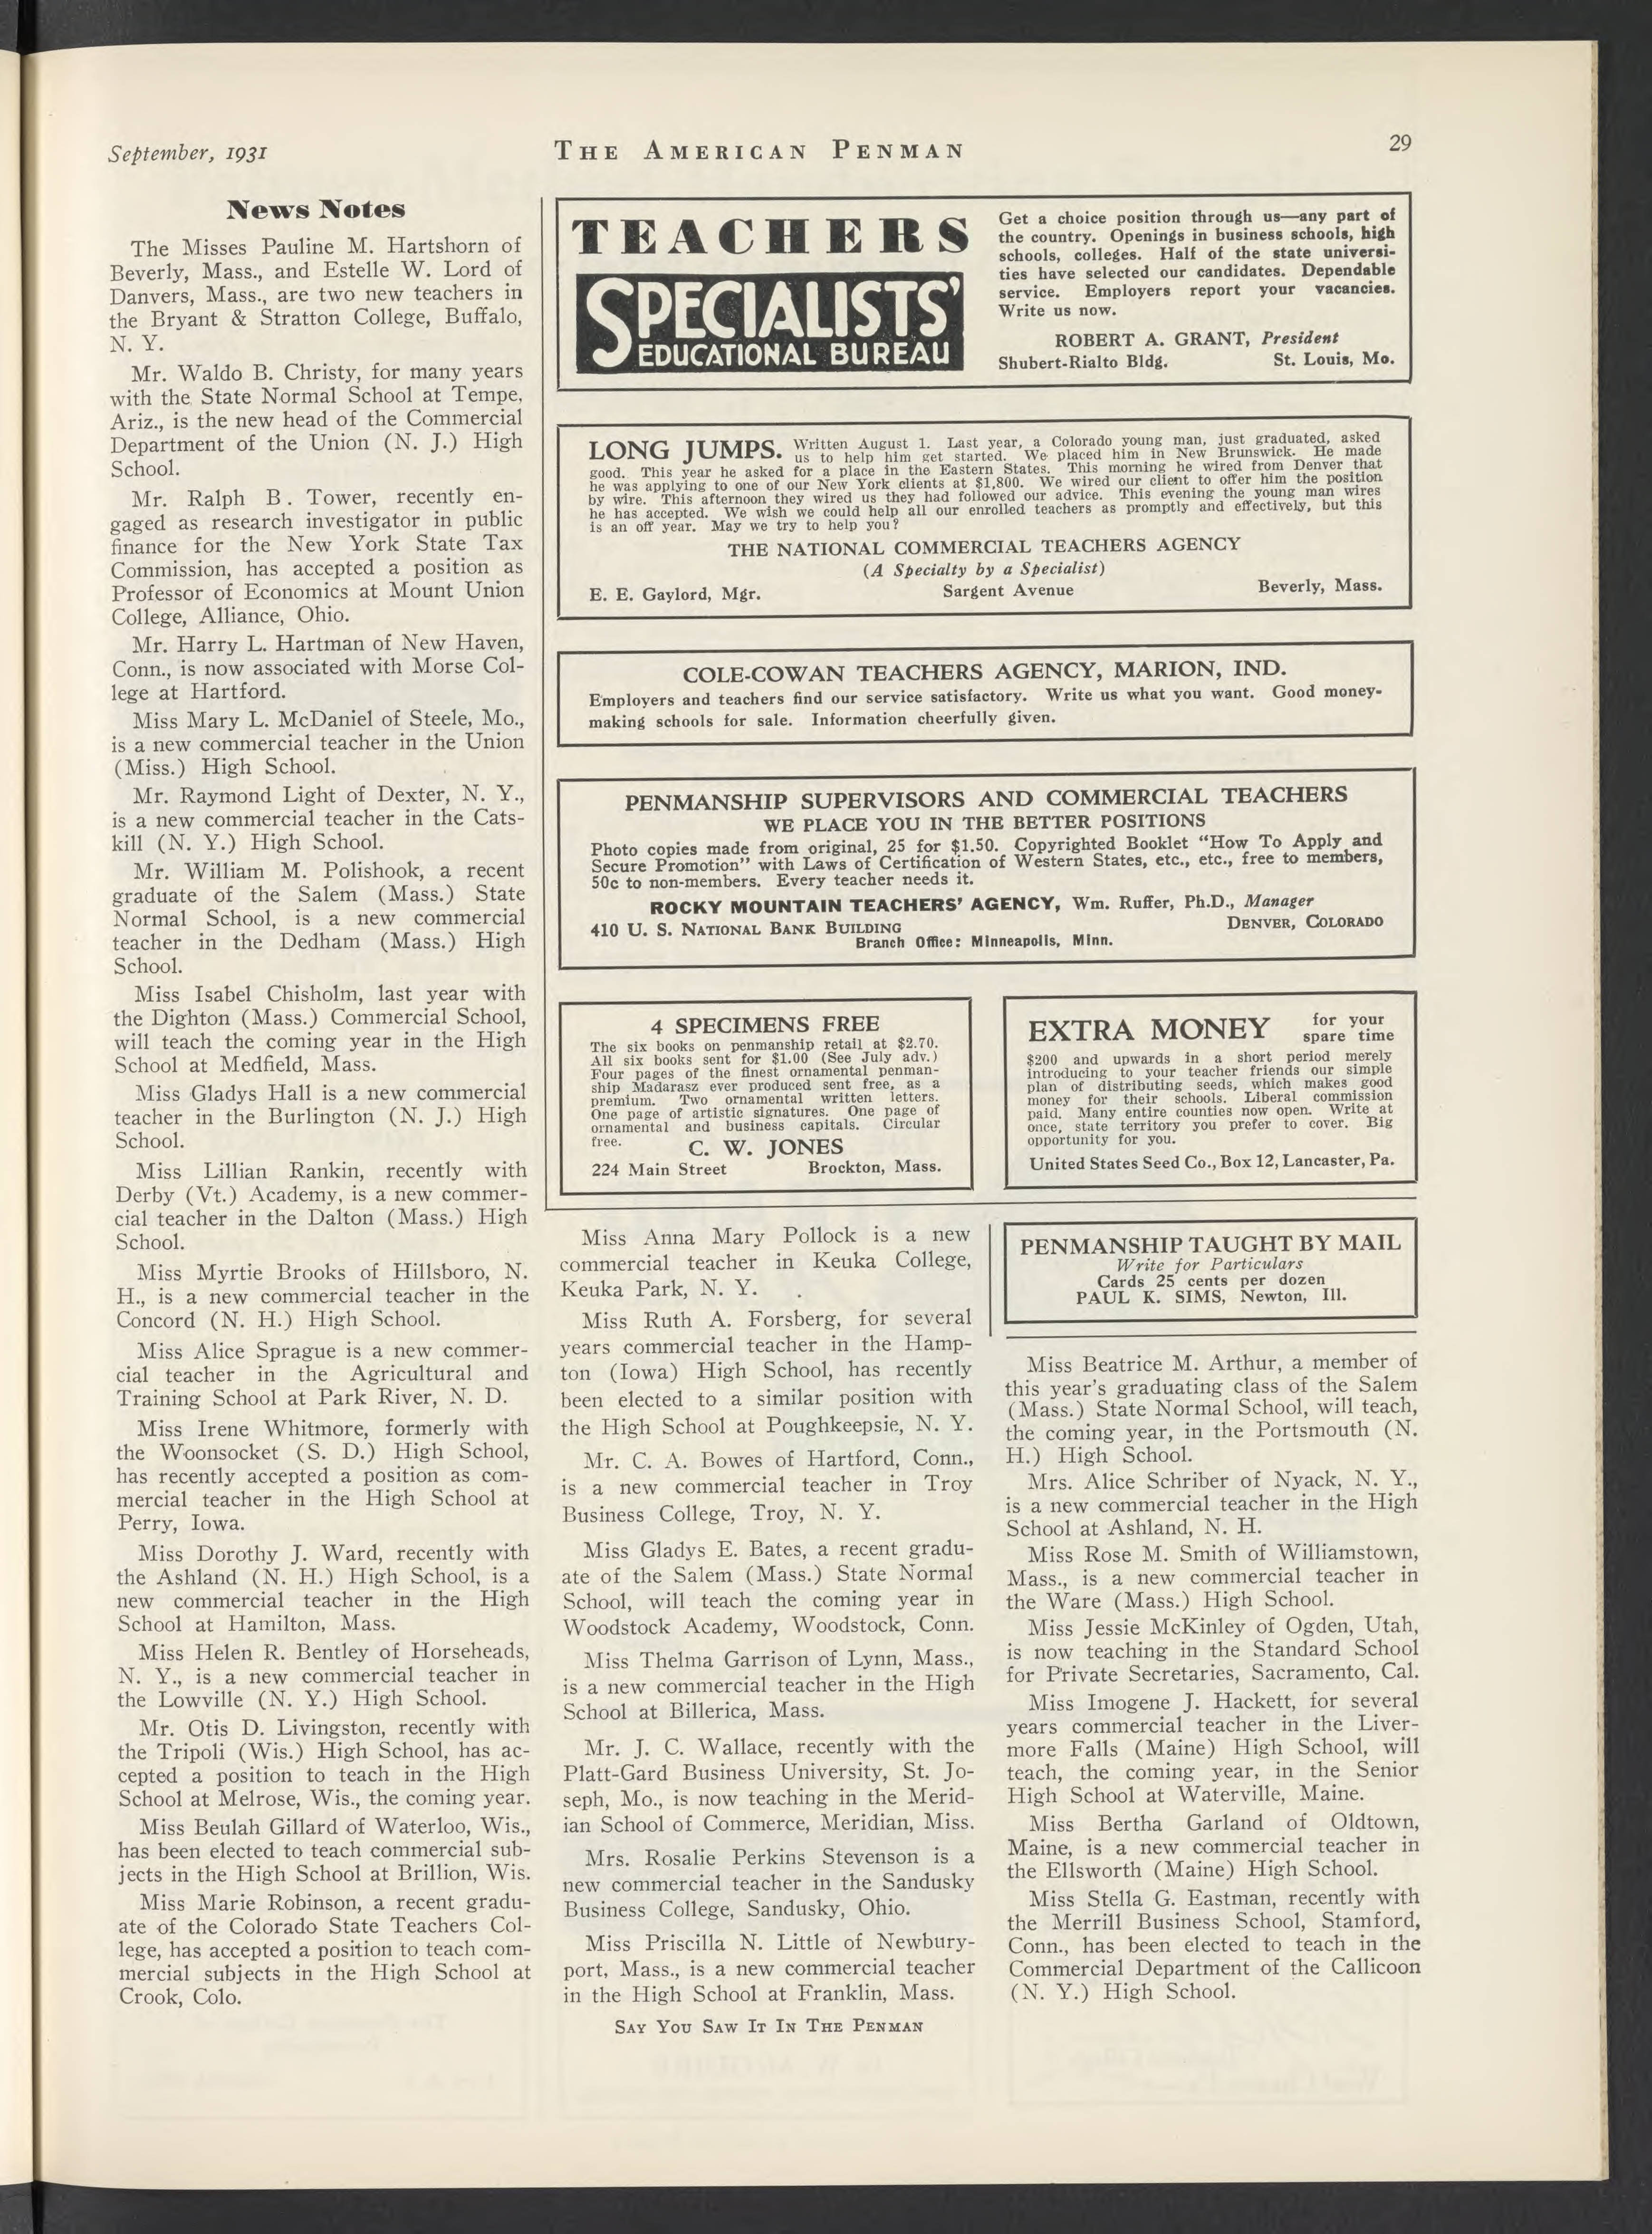 September, 1931
THE AMERICAN PENMAN
29
News Notes
The Misses Pauline M. Hartshorn of
Beverly, Mass., and Estelle W. Lord of
Danvers, Mass., are two new teachers in
the Bryant & Stratton College, Buffalo,
N. Y.
Mr. Waldo B. Christy, for many years
with the State Normal School at Tempe,
Ariz., is the new head of the Commercial
Department of the Union (N. J.) High
School.
Mr. Ralph B. Tower, recently en-
gaged as research investigator in public
finance for the New York State Tax
Commission, has accepted a position as
Professor of Economics at Mount Union
College, Alliance, Ohio.
Mr. Harry L. Hartman of New Haven,
Conn., is now associated with Morse Col-
lege at Hartford.
Miss Mary L. McDaniel of Steele, Mo.,
is a new commercial teacher in the Union
(Miss.) High School.
Mr. Raymond Light of Dexter, N. Y.,
is a new commercial teacher in the Cats-
kill (N. Y.) High School.
Mr. William M. Polishook, a recent
graduate of the Salem (Mass.) State
Normal School, is a new commercial
teacher in the Dedham (Mass.) High
School.
Miss Isabel Chisholm, last year with
the Dighton (Mass.) Commercial School,
will teach the coming year in the High
School at Medfield, Mass.
Miss Gladys Hall is a new commercial
teacher in the Burlington (N. J.) High
School.
Miss Lillian Rankin, recently with
Derby (Vt.) Academy, is a new commer-
cial teacher in the Dalton (Mass.) High
School.
Miss Myrtie Brooks of Hillsboro, N.
H., is a new commercial teacher in the
Concord (N. H.) High School.
Miss Alice Sprague is a new commer-
cial teacher in the Agricultural and
Training School at Park River, N. D.
Miss Irene Whitmore, formerly with
the Woonsocket (S. D.) High School,
has recently accepted a position as com-
mercial teacher in the High School at
Perry, Iowa.
Miss Dorothy J. Ward, recently with
the Ashland (N. H.) High School, is a
new commercial teacher in the High
School at Hamilton, Mass.
Miss Helen R. Bentley of Horseheads,
N. Y., is a new commercial teacher in
the Lowville (N. Y.) High School.
Mr. Otis D. Livingston, recently with
the Tripoli (Wis.) High School, has ac-
cepted a position to teach in the High
School at Melrose, Wis., the coming year.
Miss Beulah Gillard of Waterloo, Wis.,
has been elected to teach commercial sub-
jects in the High School at Brillion, Wis.
Miss Marie Robinson, a recent gradu-
ate of the Colorado State Teachers Col-
lege, has accepted a position to teach com-
mercial subjects in the High School at
Crook, Colo.
TEACHERS
SPECIALISTS'
EDUCATIONAL BUREAU
Get a choice position through us—any part of
the country. Openings in business schools, high
schools, colleges. Half of the state universi-
ties have selected our candidates. Dependable
service. Employers report your vacancies.
Write us now.
ROBERT A. GRANT, President
Shubert-Rialto Bldg. St. Louis, Mo.
LONG JUMPS. Written August 1. Last year, a Colorado young man, just graduated, asked
us to help him get started. We placed him in New Brunswick. He made
good. This year he asked for a place in the Eastern States. This morning he wired from Denver that
he was applying to one of our New York clients at $1,800. We wired our client to offer him the position
by wire. This afternoon they wired us they had followed our advice. This evening the young man wires
he has accepted. We wish we could help all our enrolled teachers as promptly and effectively, but this
is an off year. May we try to help you?
THE NATIONAL COMMERCIAL TEACHERS AGENCY
(A Specialty by a Specialist)
E. E. Gaylord, Mgr. Sargent Avenue Beverly, Mass.
COLE-COWAN TEACHERS AGENCY, MARION, IND.
Employers and teachers find our service satisfactory. Write us what you want. Good money-
making schools for sale. Information cheerfully given.
PENMANSHIP SUPERVISORS AND COMMERCIAL TEACHERS
WE PLACE YOU IN THE BETTER POSITIONS
Photo copies made from original, 25 for $1.50. Copyrighted Booklet "How To Apply and
Secure Promotion" with Laws of Certification of Western States, etc., etc., free to members,
50c to non-members. Every teacher needs it.
ROCKY MOUNTAIN TEACHERS' AGENCY, Wm. Ruffer, Ph.D., Manager
410 U. S. NATIONAL BANK BUILDING DENVER, COLORADO
Branch Office: Minneapolis, Minn.
4 SPECIMENS FREE
The six books on penmanship retail at $2.70.
All six books sent for $1.00 (See July adv.)
Four pages of the finest ornamental penman-
ship Madarasz ever produced sent free, as a
premium. Two ornamental written letters.
One page of artistic signatures. One page of
ornamental and business capitals. Circular
free.
C. W. JONES
224 Main Street Brockton, Mass.
EXTRA MONEY for your
spare time
$200 and upwards in a short period merely
introducing to your teacher friends our simple
plan of distributing seeds, which makes good
money for their schools. Liberal commission
paid. Many entire counties now open. Write at
once, state territory you prefer to cover. Big
opportunity for you.
United States Seed Co., Box 12, Lancaster, Pa.
Miss Anna Mary Pollock is a new
commercial teacher in Keuka College,
Keuka Park, N. Y.
Miss Ruth A. Forsberg, for several
years commercial teacher in the Hamp-
ton (Iowa) High School, has recently
been elected to a similar position with
the High School at Poughkeepsie, N. Y.
Mr. C. A. Bowes of Hartford, Conn.,
is a new commercial teacher in Troy
Business College, Troy, N. Y.
Miss Gladys E. Bates, a recent gradu-
ate of the Salem (Mass.) State Normal
School, will teach the coming year in
Woodstock Academy, Woodstock, Conn.
Miss Thelma Garrison of Lynn, Mass.,
is a new commercial teacher in the High
School at Billerica, Mass.
Mr. J. C. Wallace, recently with the
Platt-Gard Business University, St. Jo-
seph, Mo., is now teaching in the Merid-
ian School of Commerce, Meridian, Miss.
Mrs. Rosalie Perkins Stevenson is a
new commercial teacher in the Sandusky
Business College, Sandusky, Ohio.
Miss Priscilla N. Little of Newbury-
port, Mass., is a new commercial teacher
in the High School at Franklin, Mass.
PENMANSHIP TAUGHT BY MAIL
Write for Particulars
Cards 25 cents per dozen
PAUL K. SIMS, Newton, Ill.
Miss Beatrice M. Arthur, a member of
this year's graduating class of the Salem
(Mass.) State Normal School, will teach,
the coming year, in the Portsmouth (N.
H.) High School.
Mrs. Alice Schriber of Nyack, N. Y.,
is a new commercial teacher in the High
School at Ashland, N. H.
Miss Rose M. Smith of Williamstown,
Mass., is a new commercial teacher in
the Ware (Mass.) High School.
Miss Jessie McKinley of Ogden, Utah,
is now teaching in the Standard School
for Private Secretaries, Sacramento, Cal.
Miss Imogene J. Hackett, for several
years commercial teacher in the Liver-
more Falls (Maine) High School, will
teach, the coming year, in the Senior
High School at Waterville, Maine.
Miss Bertha Garland of Oldtown,
Maine, is a new commercial teacher in
the Ellsworth (Maine) High School.
Miss Stella G. Eastman, recently with
the Merrill Business School, Stamford,
Conn., has been elected to teach in the
Commercial Department of the Callicoon
(N. Y.) High School.
SAY YOU SAW IT IN THE PENMAN